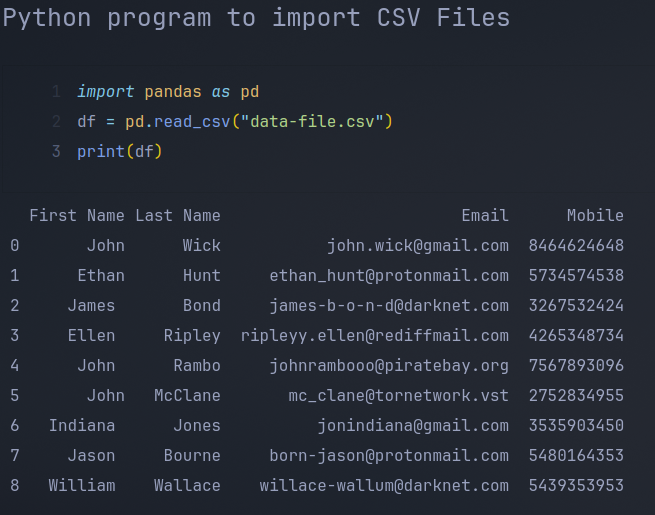 Python program to import CSV Files
1 import pandas as pd
2 df = pd.read_csv("data-file.csv")
3 print(df)
First Name Last Name Email Mobile
0 John Wick john.wick@gmail.com 8464624648
1 Ethan Hunt ethan_hunt@protonmail.com 5734574538
2 James Bond james-b-o-n-d@darknet.com 3267532424
3 Ellen Ripley ripleyy.ellen@rediffmail.com 4265348734
4 John Rambo johnrambooo@piratebay.org 7567893096
5 John McClane mc_clane@tornetwork.vst 2752834955
6 Indiana Jones jonindiana@gmail.com 3535903450
7 Jason Bourne born-jason@protonmail.com 5480164353
8 William Wallace willace-wallum@darknet.com 5439353953